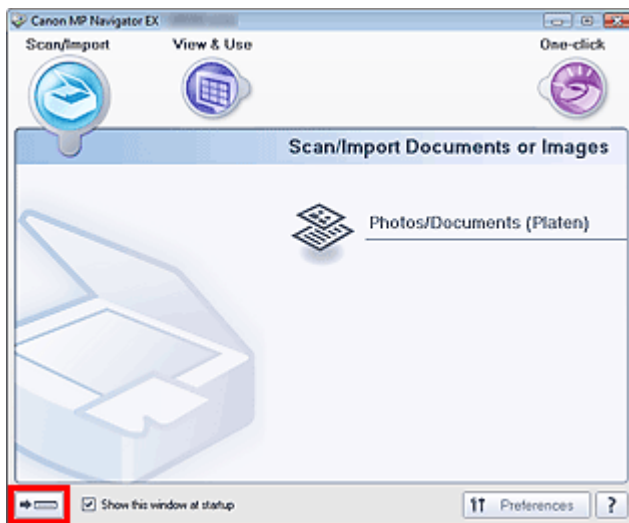 Canon MP Navigator EX
Scan/Import
View & Use
One-click
Scan/Import Documents or Images
Photos/Documents (Platen)
Show this window at startup
Preferences
?